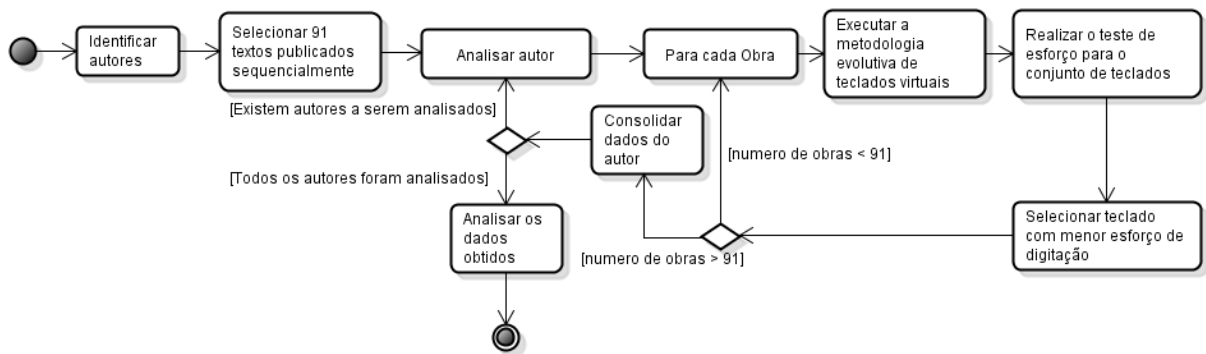 Identificar
autores
Selecionar 91
textos publicados
sequencialmente
Analisar autor
Para cada Obra
Executar a
metodologia
evolutiva de
teclados virtuais
Realizar o teste de
esforço para o
conjunto de teclados
[Existem autores a serem analisados]
Consolidar
dados do
autor
[numero de obras < 91]
[Todos os autores foram analisados]
Analisar os
dados
obtidos
[numero de obras > 91]
Selecionar teclado
com menor esforço de
digitação